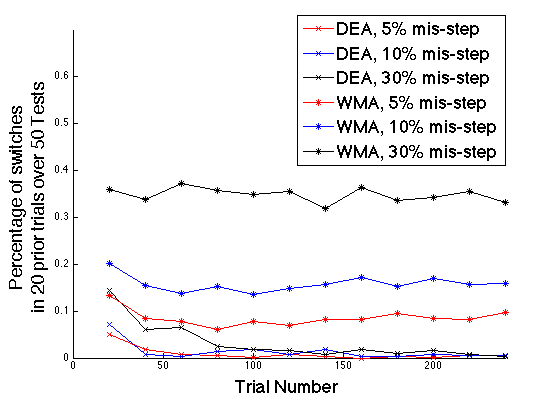 DEA, 5% mis-step
DEA, 10% mis-step
DEA, 30% mis-step
WMA, 5% mis-step
WMA, 10% mis-step
WMA, 30% mis-step
Percentage of switches
in 20 prior trials over 50 Tests
0.6
0.5
0.4
0.3
0.2
0.1
0
0
50
100
150
200
Trial Number